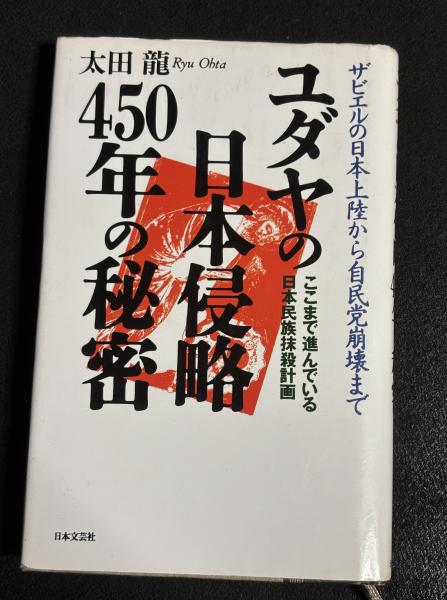 ザビエルの日本上陸から自民党崩壊まで
ユダヤの
日本侵略
450年の秘密
ここまで進んでいる
日本民族抹殺計画
太田 龍 Ryu Ohta
日本文芸社